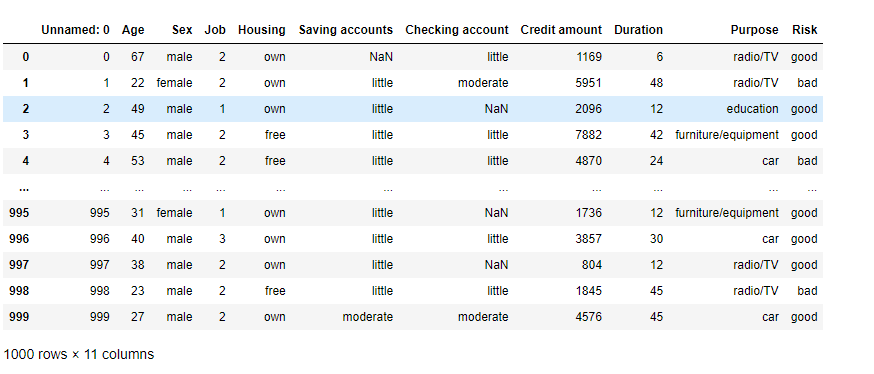 Unnamed: 0 Age Sex Job Housing Saving accounts Checking account Credit amount Duration Purpose Risk
0 0 67 male 2 own NaN little 1169 6 radio/TV good
1 1 22 female 2 own little moderate 5951 48 radio/TV bad
2 2 49 male 1 own little NaN 2096 12 education good
3 3 45 male 2 free little little 7882 42 furniture/equipment good
4 4 53 male 2 free little little 4870 24 car bad
... ... ... ... ... ... ... ... ... ... ... ...
995 995 31 female 1 own little NaN 1736 12 furniture/equipment good
996 996 40 male 3 own little little 3857 30 car good
997 997 38 male 2 own little NaN 804 12 radio/TV good
998 998 23 male 2 free little little 1845 45 radio/TV bad
999 999 27 male 2 own moderate moderate 4576 45 car good
1000 rows × 11 columns